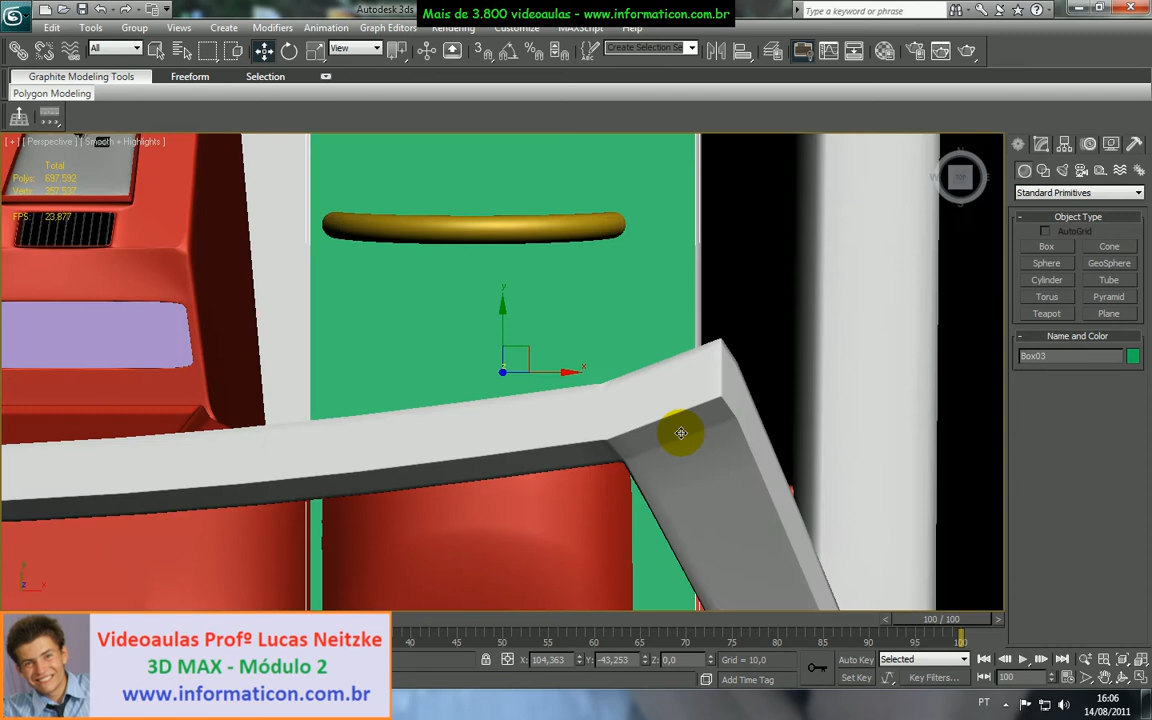 Autodesk 3ds
Mais de 3.800 videoaulas - www.informaticon.com.br
Type a keyword or phrase
Edit Tools Group Views Create Modifiers Animation Graph Editors Rendering Customize MAXScript Help
All
View
Create Selection Se
Graphite Modeling Tools Freeform Selection
Polygon Modeling
[ + ] [ Perspective ] [ Smooth + Highlights ]
Total
Polys: 697.592
Verts: 357.537
FPS: 23,877
TOP
Standard Primitives
Object Type
AutoGrid
Box Cone
Sphere GeoSphere
Cylinder Tube
Torus Pyramid
Teapot Plane
Name and Color
Box03
y
x
100 / 100
40 45 50 55 60 65 70 75 80 85 90 95 100
X: 104,363 Y: -43,253 Z: 0,0 Grid = 10,0
Add Time Tag
Auto Key Selected
Set Key Key Filters... 100
Videoaulas Profº Lucas Neitzke
3D MAX - Módulo 2
www.informaticon.com.br
PT 16:06
14/08/2011